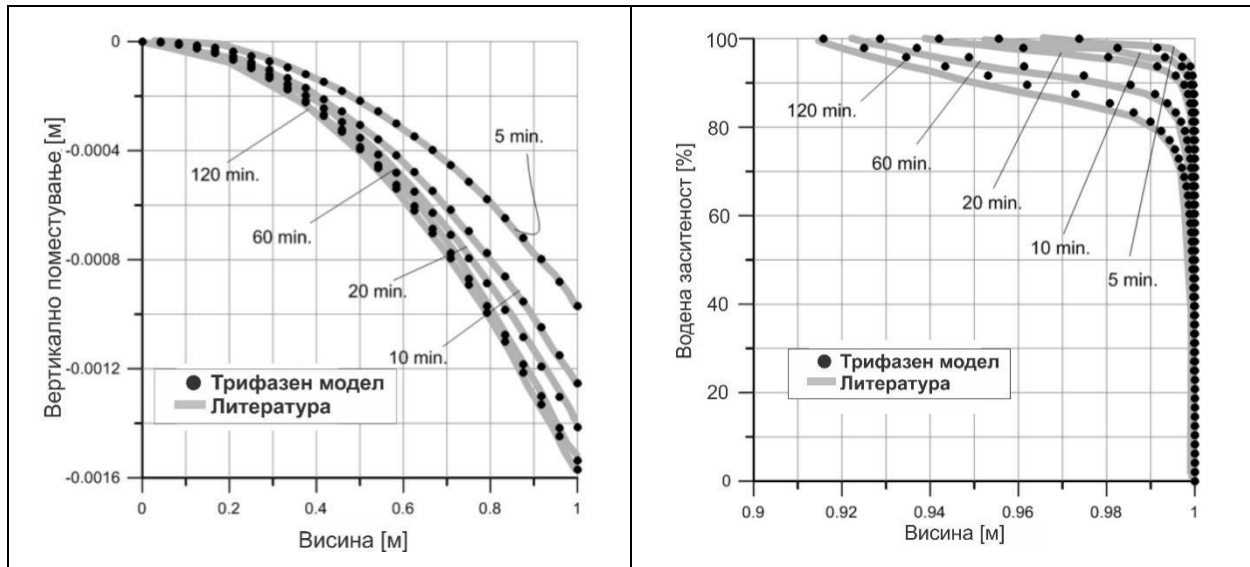 0
-0.0004
-0.0008
-0.0012
-0.0016
Вертикално поместување [м]
5 min.
120 min.
60 min.
20 min.
10 min.
Трифазен модел
Литература
0 0.2 0.4 0.6 0.8 1
Висина [м]
100
80
60
40
20
0
Водена заситеност [%]
120 min.
60 min.
20 min.
10 min.
5 min.
Трифазен модел
Литература
0.9 0.92 0.94 0.96 0.98 1
Висина [м]